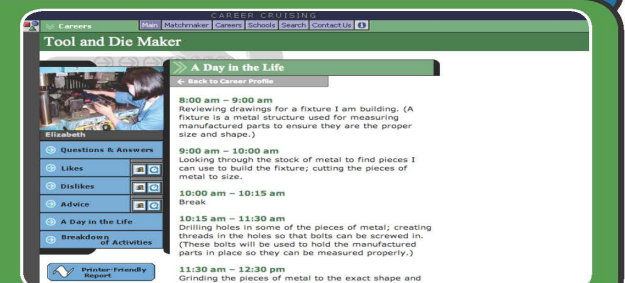 CAREER CRUISING
Careers
Main Matchmaker Careers Schools Search Contact Us
Tool and Die Maker
A Day in the Life
Back to Career Profile
8:00 am – 9:00 am
Reviewing drawings for a fixture I am building. (A
fixture is a metal structure used for measuring
manufactured parts to ensure they are the proper
size and shape.)
9:00 am – 10:00 am
Looking through the stock of metal to find pieces I
can use to build the fixture; cutting the pieces of
metal to size.
10:00 am – 10:15 am
Break
10:15 am – 11:30 am
Drilling holes in some of the pieces of metal; creating
threads in the holes so that bolts can be screwed in.
(These bolts will be used to hold the manufactured
parts in place so they can be measured properly.)
11:30 am – 12:30 pm
Grinding the pieces of metal to the exact shape and
Elizabeth
Questions & Answers
Likes
Dislikes
Advice
A Day in the Life
Breakdown
of Activities
Printer-Friendly
Report